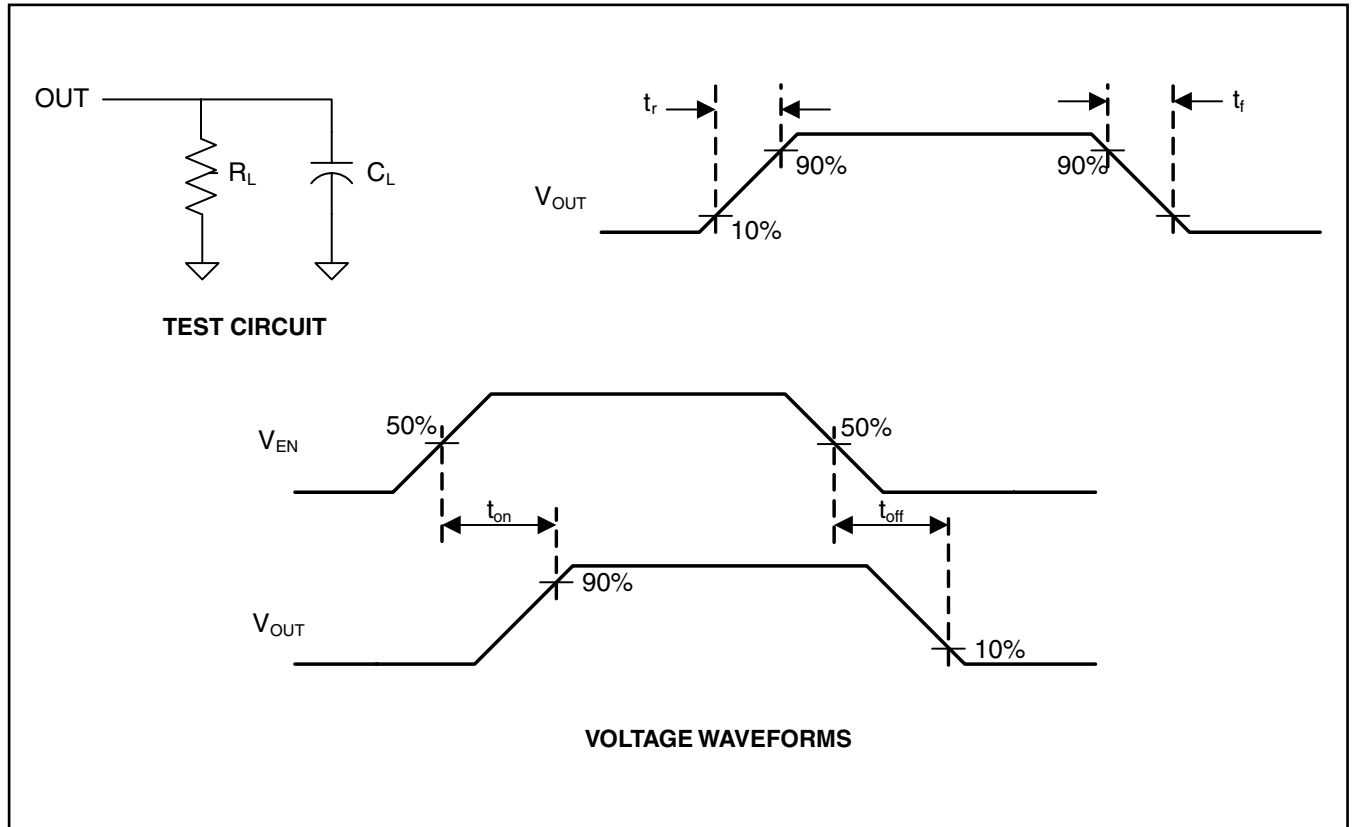 OUT
R_L
C_L
TEST CIRCUIT
t_r
t_f
90%
90%
V_OUT
10%
50%
50%
V_EN
t_on
t_off
90%
V_OUT
10%
VOLTAGE WAVEFORMS